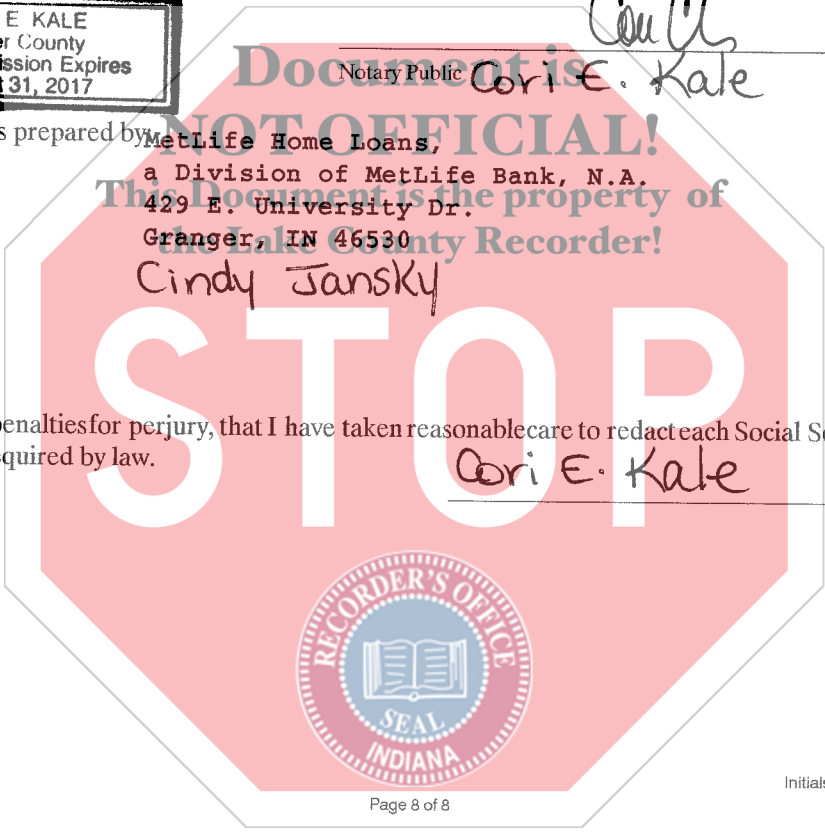 E KALE
er County
ission Expires
31, 2017
Document is
Notary Public Cori E. Kale
NOT OFFICIAL!
s prepared by MetLife Home Loans,
a Division of MetLife Bank, N.A.
This Document is the property of
429 E. University Dr.
Granger, IN 46530
the Lake County Recorder!
Cindy Jansky
STOP
penalties for perjury, that I have taken reasonable care to redact each Social Se
quired by law.
Cori E. Kale
RECORDER'S OFFICE
SEAL
INDIANA
Initials
Page 8 of 8